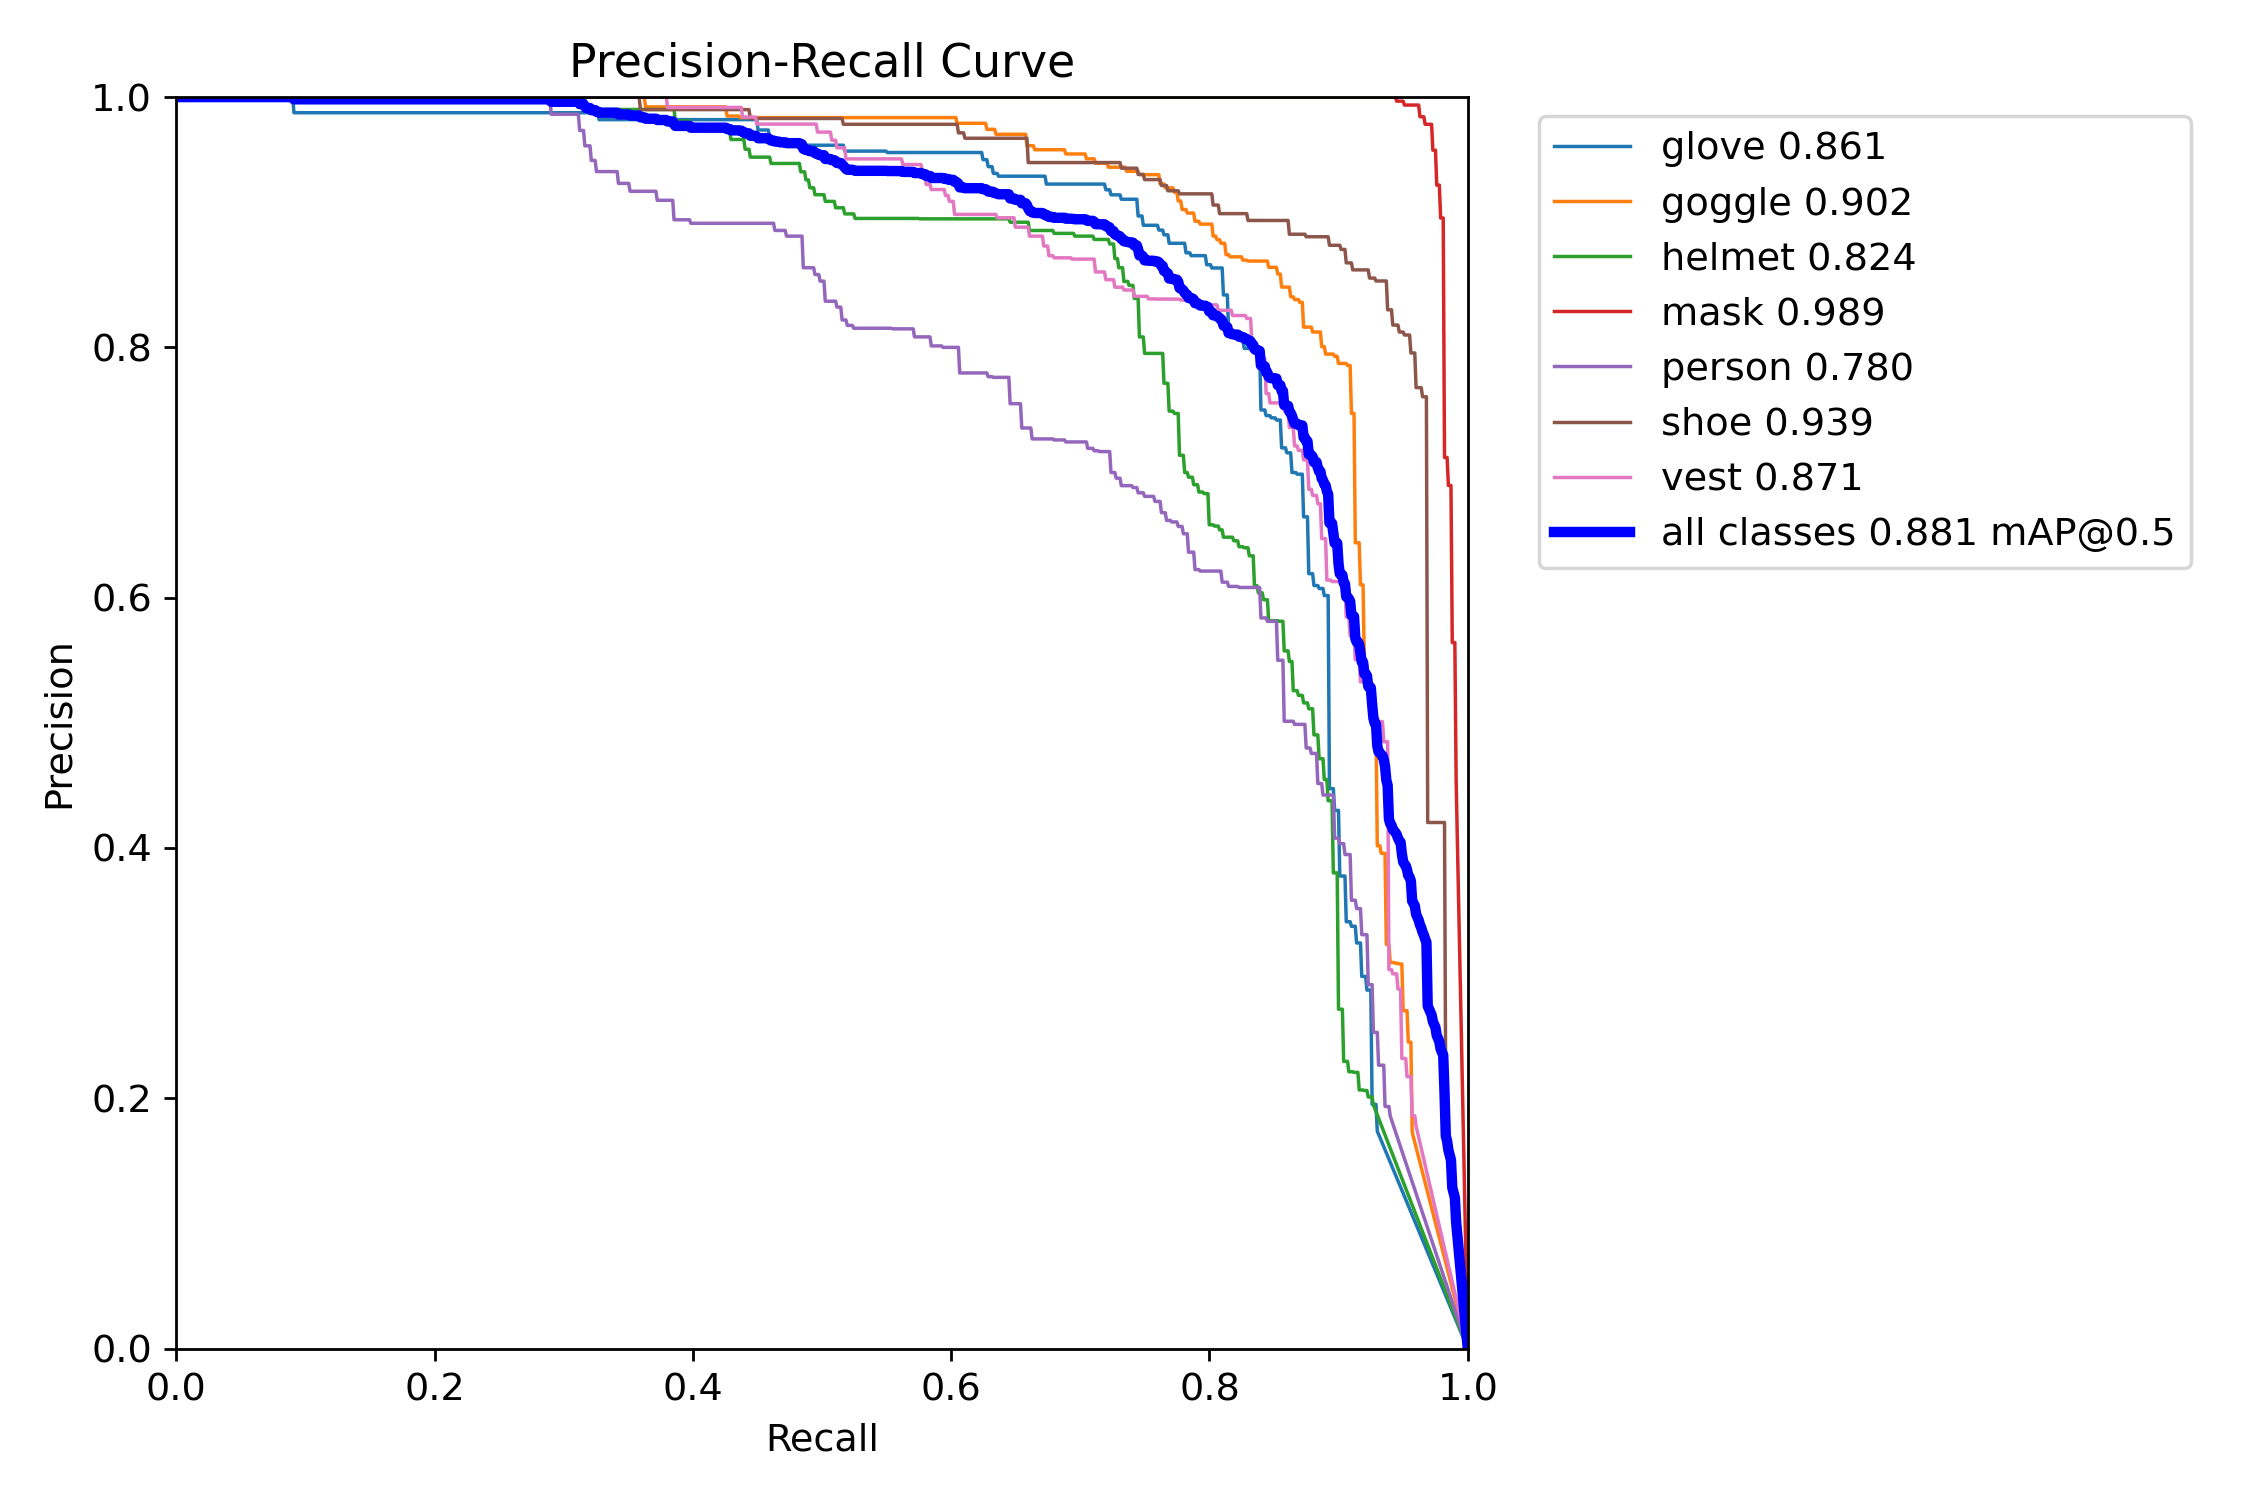 Precision-Recall Curve
1.0
0.8
0.6
0.4
0.2
0.0
Precision
0.0 0.2 0.4 0.6 0.8 1.0
Recall
glove 0.861
goggle 0.902
helmet 0.824
mask 0.989
person 0.780
shoe 0.939
vest 0.871
all classes 0.881 mAP@0.5